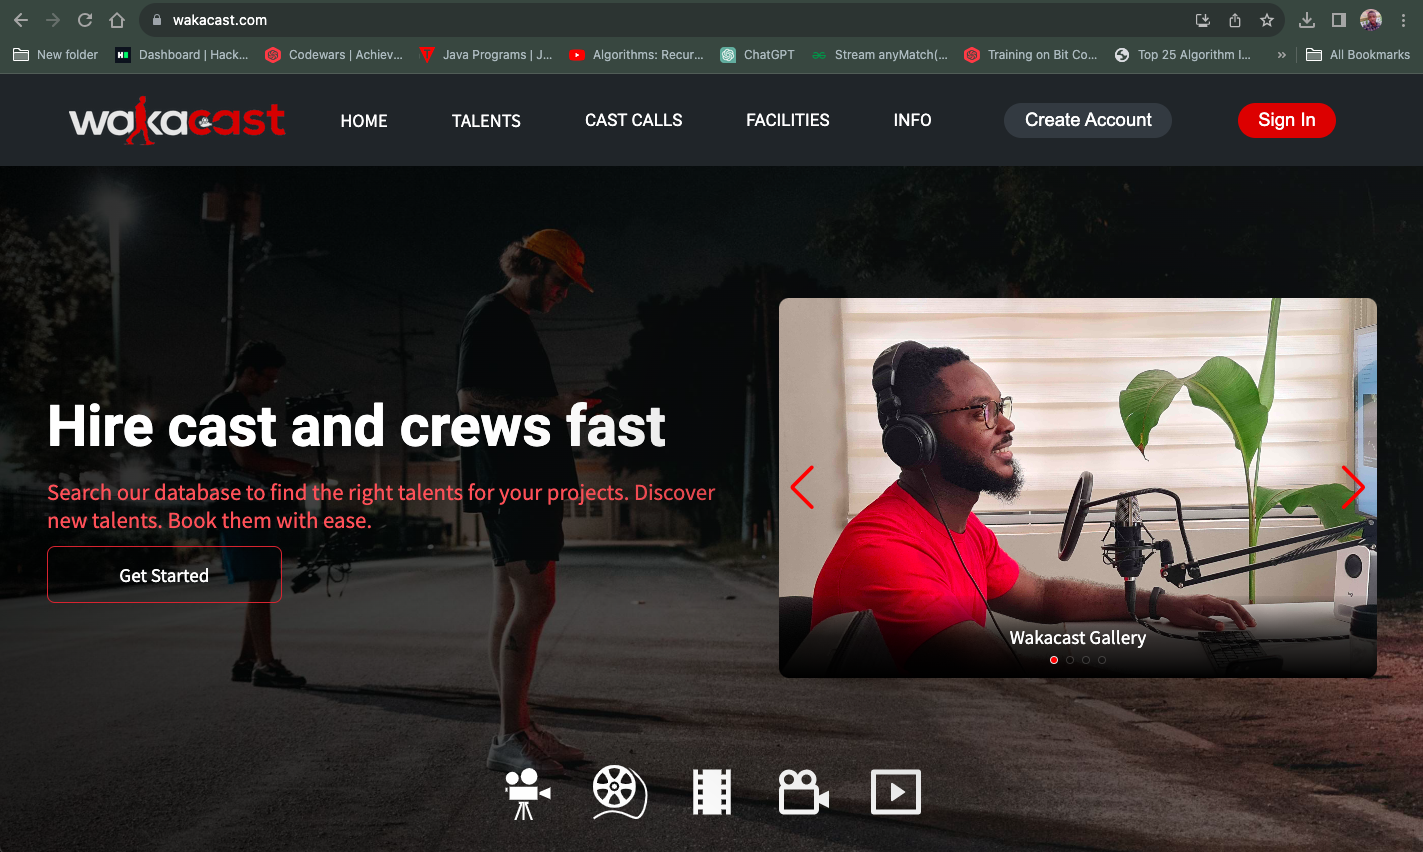 wakacast.com
New folder
Dashboard | Hack...
Codewars | Achiev...
Java Programs | J...
Algorithms: Recur...
ChatGPT
Stream anyMatch(...
Training on Bit Co...
Top 25 Algorithm I...
»
All Bookmarks
wakacast
HOME
TALENTS
CAST CALLS
FACILITIES
INFO
Create Account
Sign In
Hire cast and crews fast
Search our database to find the right talents for your projects. Discover
new talents. Book them with ease.
Get Started
Wakacast Gallery